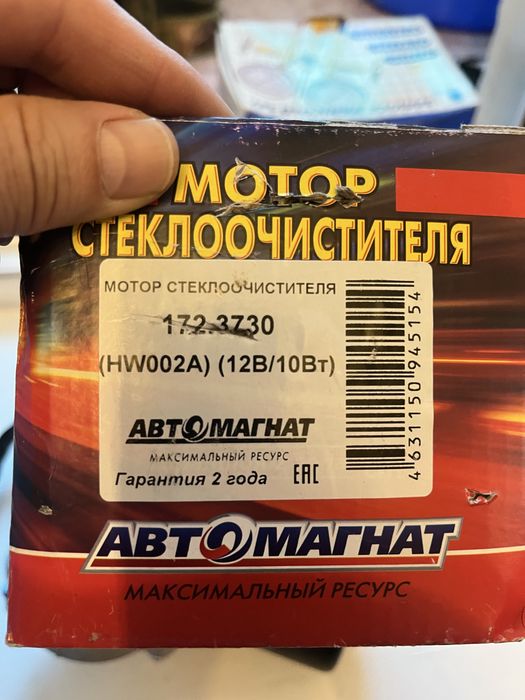 МОТОР
СТЕКЛООЧИСТИТЕЛЯ
МОТОР СТЕКЛООЧИСТИТЕЛЯ
172.3730
(HW002A) (12В/10Вт)
АВТОМАГНАТ
МАКСИМАЛЬНЫЙ РЕСУРС
Гарантия 2 года
ЕАС
4631150945154
АВТОМАГНАТ
МАКСИМАЛЬНЫЙ РЕСУРС